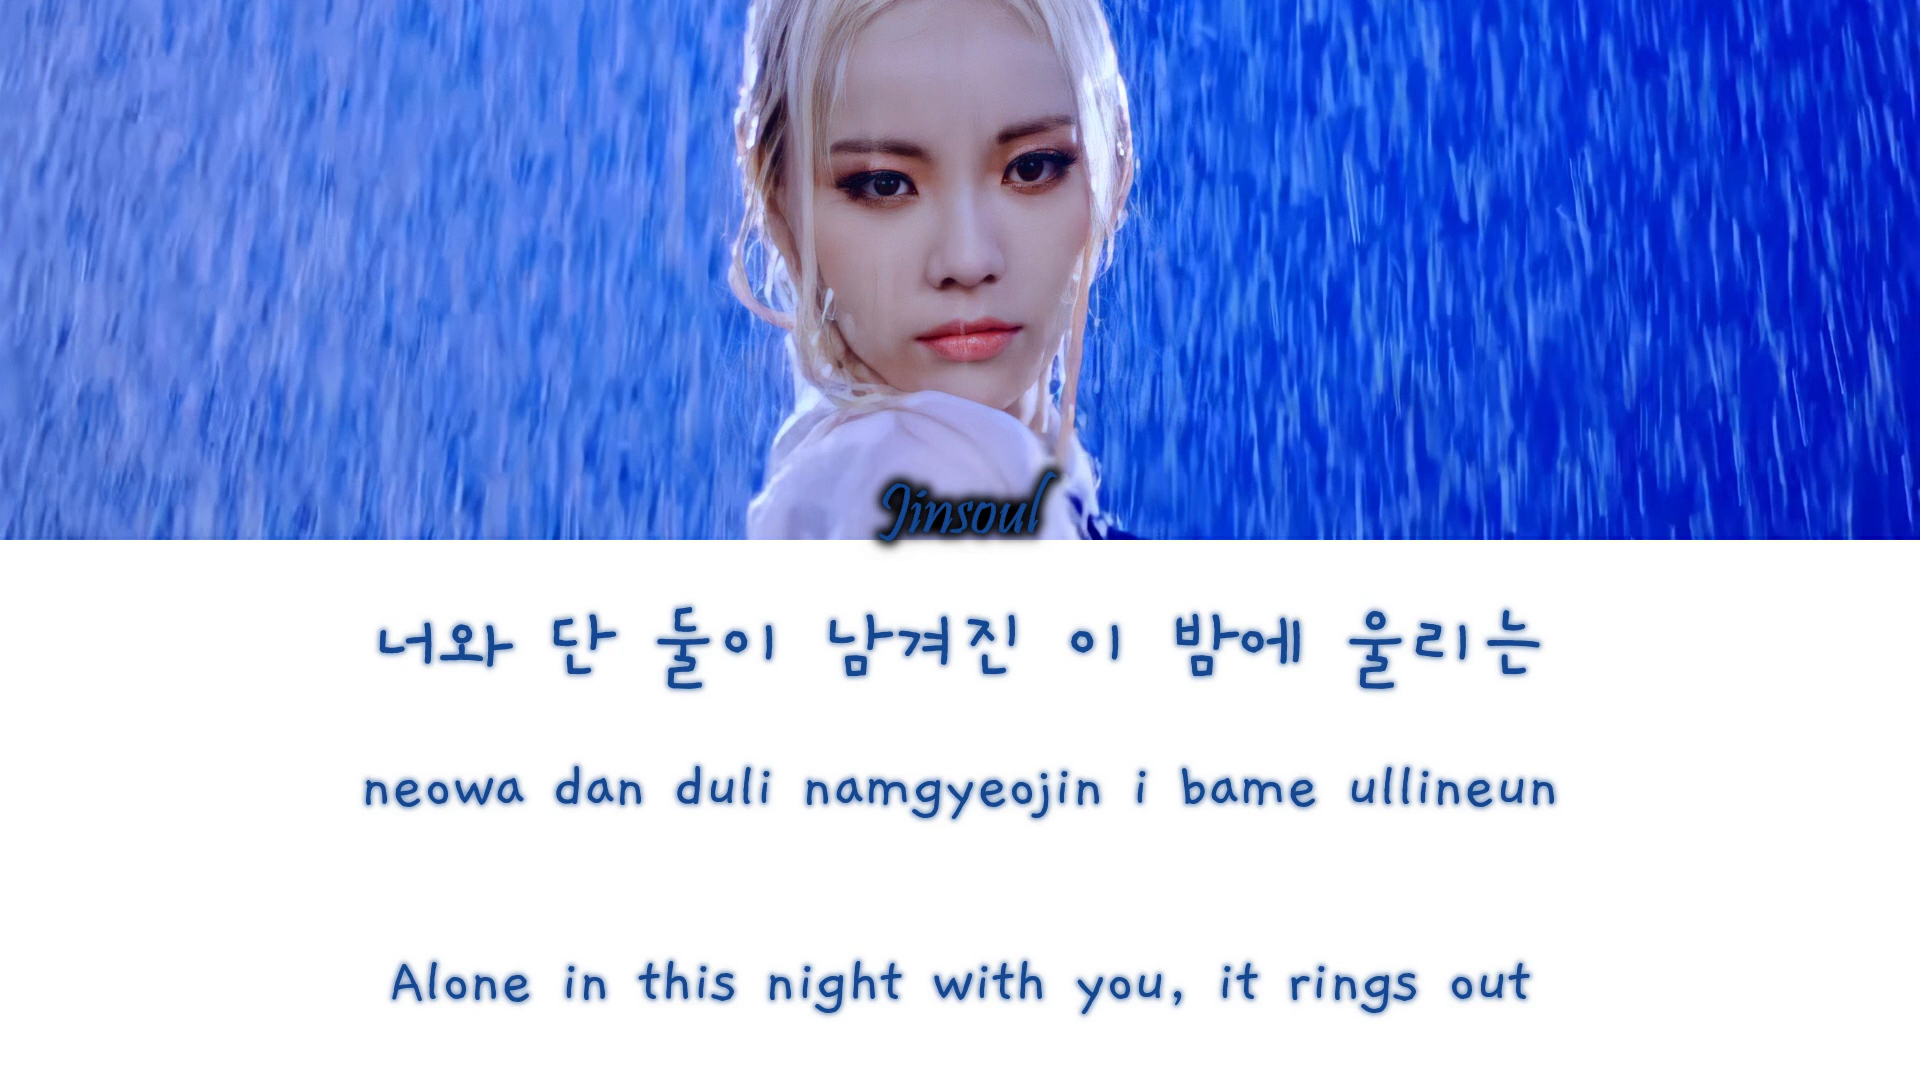 Jinsoul
너와 단 둘이 남겨진 이 밤에 울리는
neowa dan duli namgyeojin i bame ullineun
Alone in this night with you, it rings out